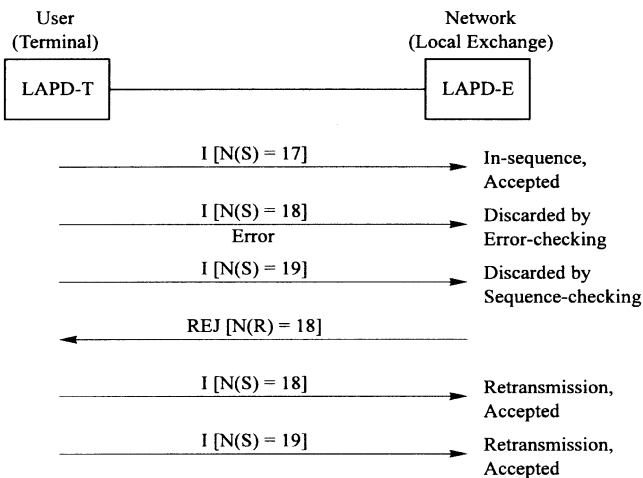 User
(Terminal)
Network
(Local Exchange)
LAPD-T
LAPD-E
I [N(S) = 17]
In-sequence,
Accepted
I [N(S) = 18]
Error
Discarded by
Error-checking
I [N(S) = 19]
Discarded by
Sequence-checking
REJ [N(R) = 18]
I [N(S) = 18]
Retransmission,
Accepted
I [N(S) = 19]
Retransmission,
Accepted